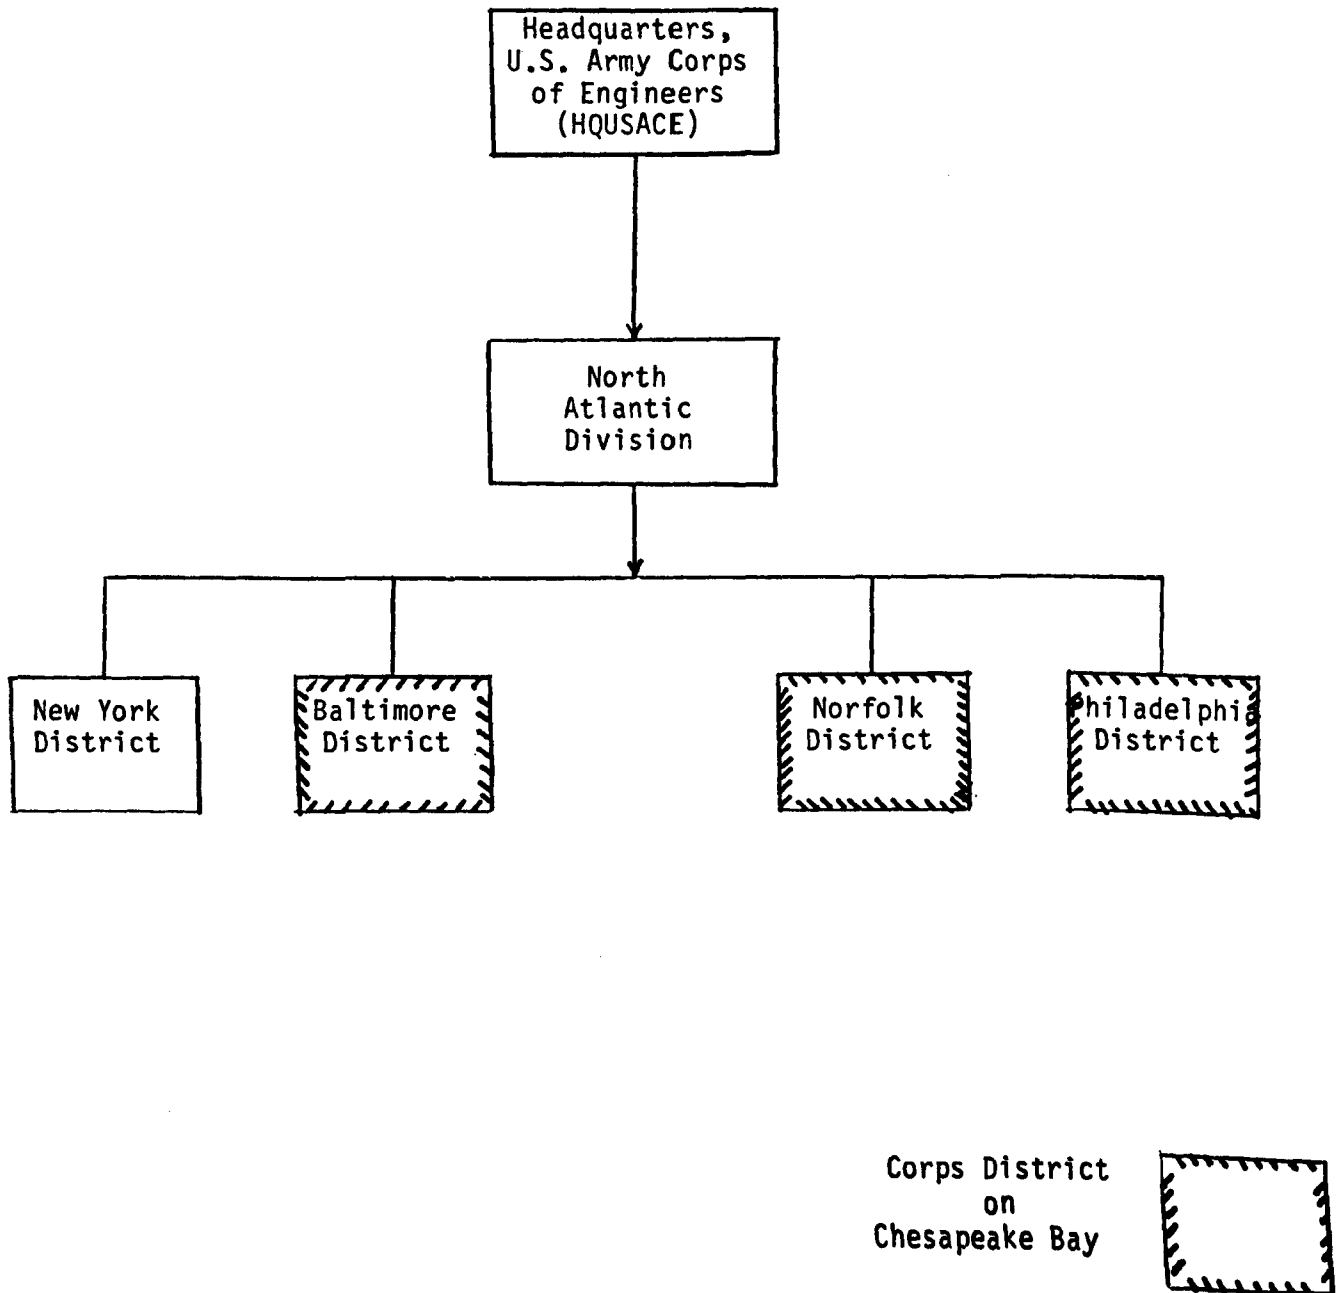 Headquarters,
U.S. Army Corps
of Engineers
(HQUSACE)
North
Atlantic
Division
New York
District
Baltimore
District
Norfolk
District
Philadelphia
District
Corps District
on
Chesapeake Bay